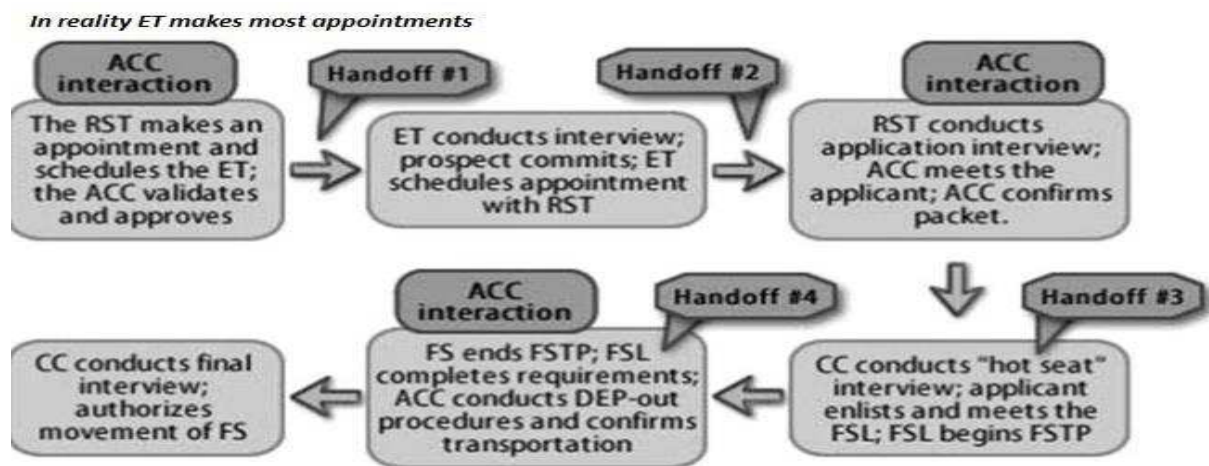 In reality ET makes most appointments
ACC
interaction
The RST makes an
appointment and
schedules the ET;
the ACC validates
and approves
Handoff #1
ET conducts interview;
prospect commits; ET
schedules appointment
with RST
Handoff #2
ACC
interaction
RST conducts
application interview;
ACC meets the
applicant; ACC confirms
packet.
Handoff #3
CC conducts "hot seat"
interview; applicant
enlists and meets the
FSL; FSL begins FSTP
Handoff #4
ACC
interaction
FS ends FSTP; FSL
completes requirements;
ACC conducts DEP-out
procedures and confirms
transportation
CC conducts final
interview;
authorizes
movement of FS